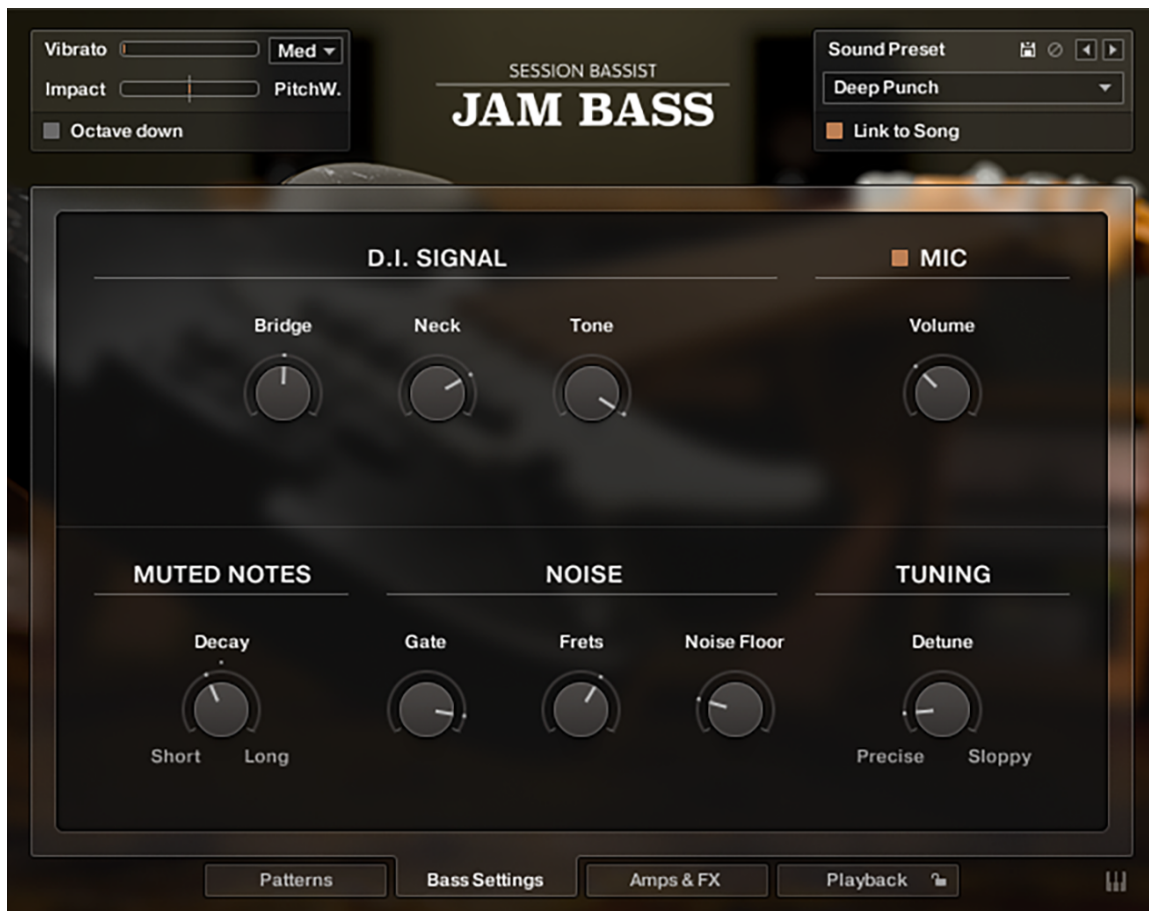 Vibrato Med
Impact PitchW.
Octave down
SESSION BASSIST
JAM BASS
Sound Preset
Deep Punch
Link to Song
D.I. SIGNAL
MIC
Bridge Neck Tone Volume
MUTED NOTES NOISE TUNING
Decay Gate Frets Noise Floor Detune
Short Long Precise Sloppy
Patterns Bass Settings Amps & FX Playback